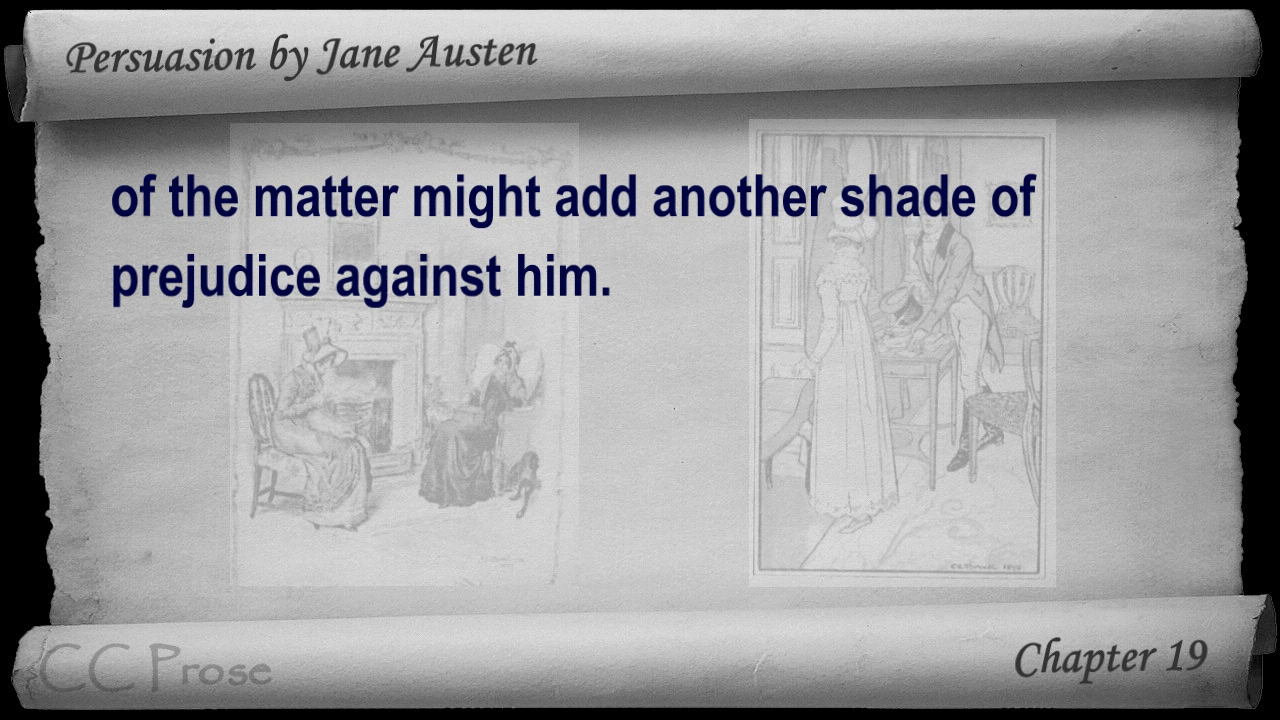 Persuasion by Jane Austen
of the matter might add another shade of
prejudice against him.
CC Prose
Chapter 19